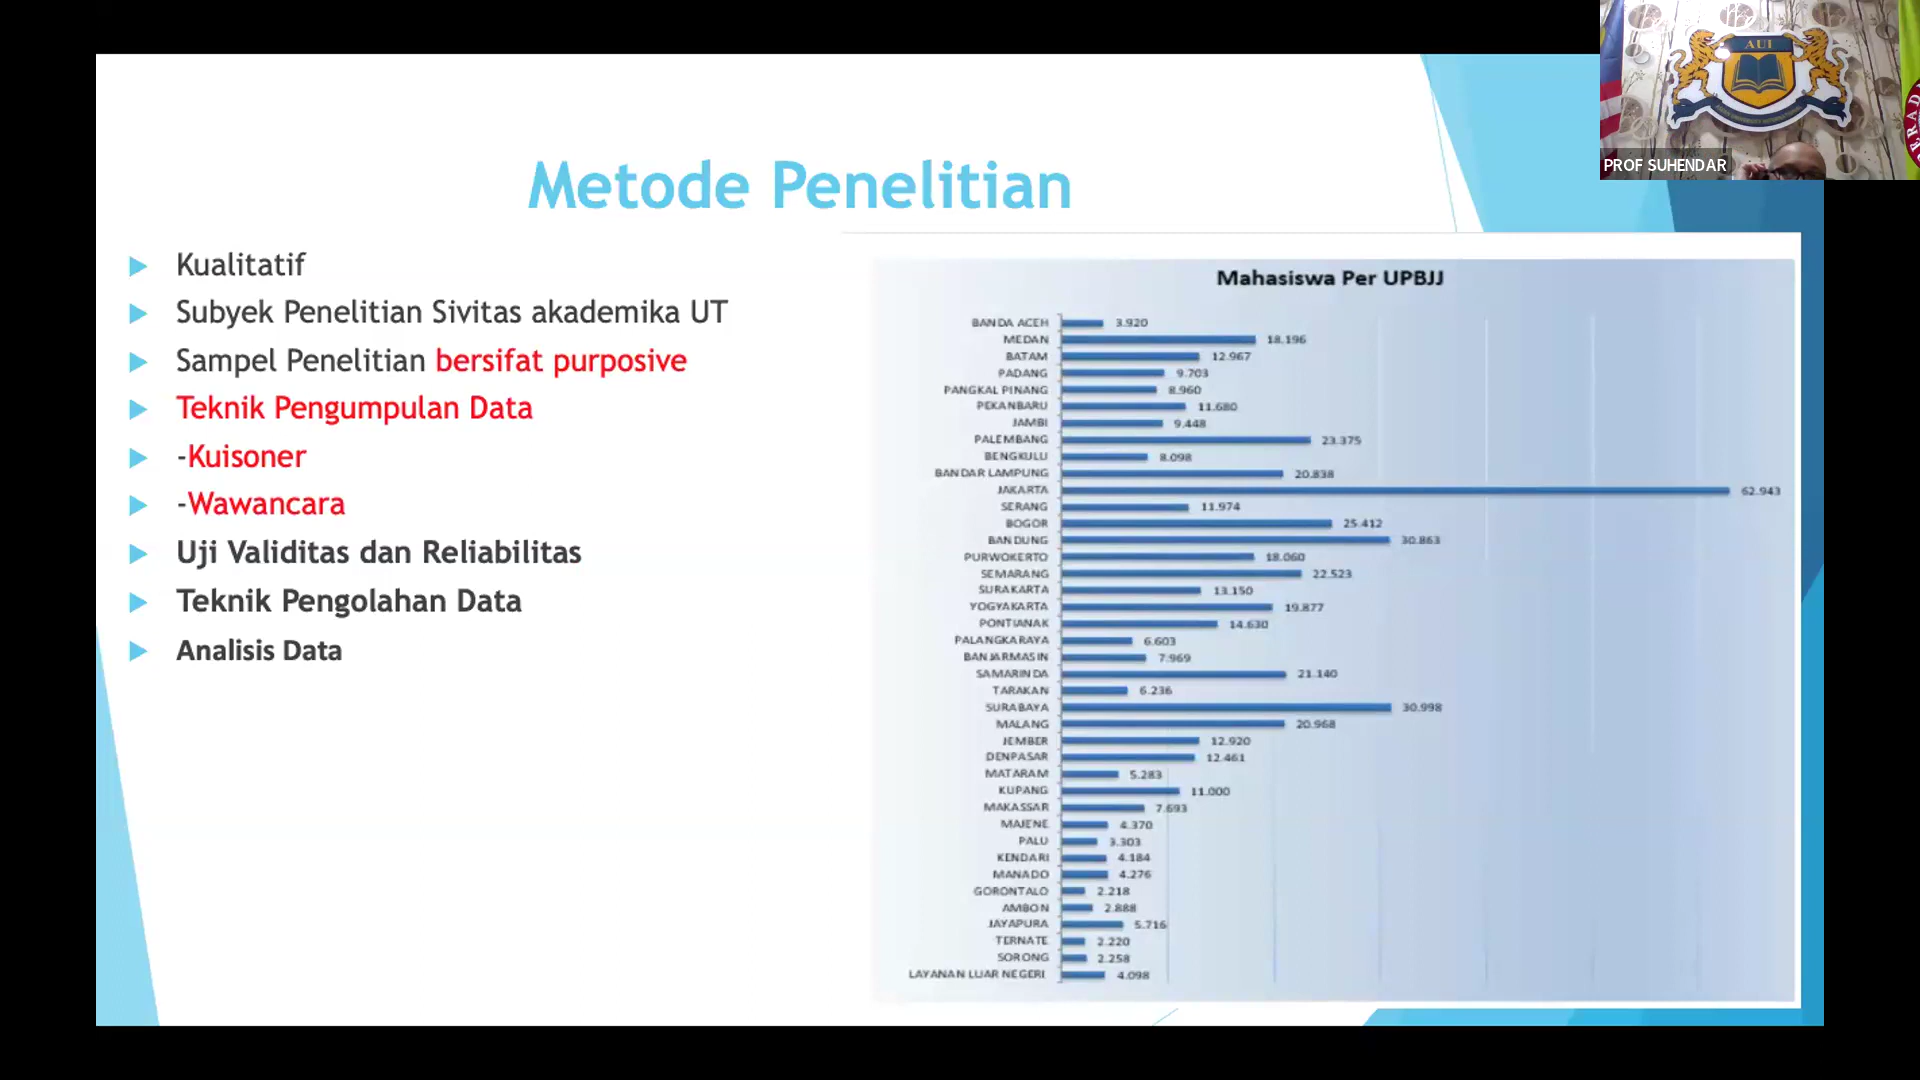 AUI
PROF SUHENDAR
Metode Penelitian
Kualitatif
Subyek Penelitian Sivitas akademika UT
Sampel Penelitian bersifat purposive
Teknik Pengumpulan Data
-Kuisoner
-Wawancara
Uji Validitas dan Reliabilitas
Teknik Pengolahan Data
Analisis Data
Mahasiswa Per UPBJJ
BANDA ACEH 3.920
MEDAN 18.196
BATAM 12.967
PADANG 9.703
PANGKAL PINANG 8.960
PEKANBARU 11.680
JAMBI 9.448
PALEMBANG 23.375
BENGKULU 8.098
BANDAR LAMPUNG 20.838
JAKARTA 62.943
SERANG 11.974
BOGOR 25.412
BANDUNG 30.863
PURWOKERTO 18.060
SEMARANG 22.523
SURAKARTA 13.150
YOGYAKARTA 19.877
PONTIANAK 14.630
PALANGKARAYA 6.603
BANJARMASIN 7.969
SAMARINDA 21.140
TARAKAN 6.236
SURABAYA 30.998
MALANG 20.968
JEMBER 12.920
DENPASAR 12.461
MATARAM 5.283
KUPANG 11.000
MAKASSAR 7.693
MAJENE 4.370
PALU 3.303
KENDARI 4.184
MANADO 4.276
GORONTALO 2.218
AMBON 2.888
JAYAPURA 5.716
TERNATE 2.220
SORONG 2.258
LAYANAN LUAR NEGERI 4.098